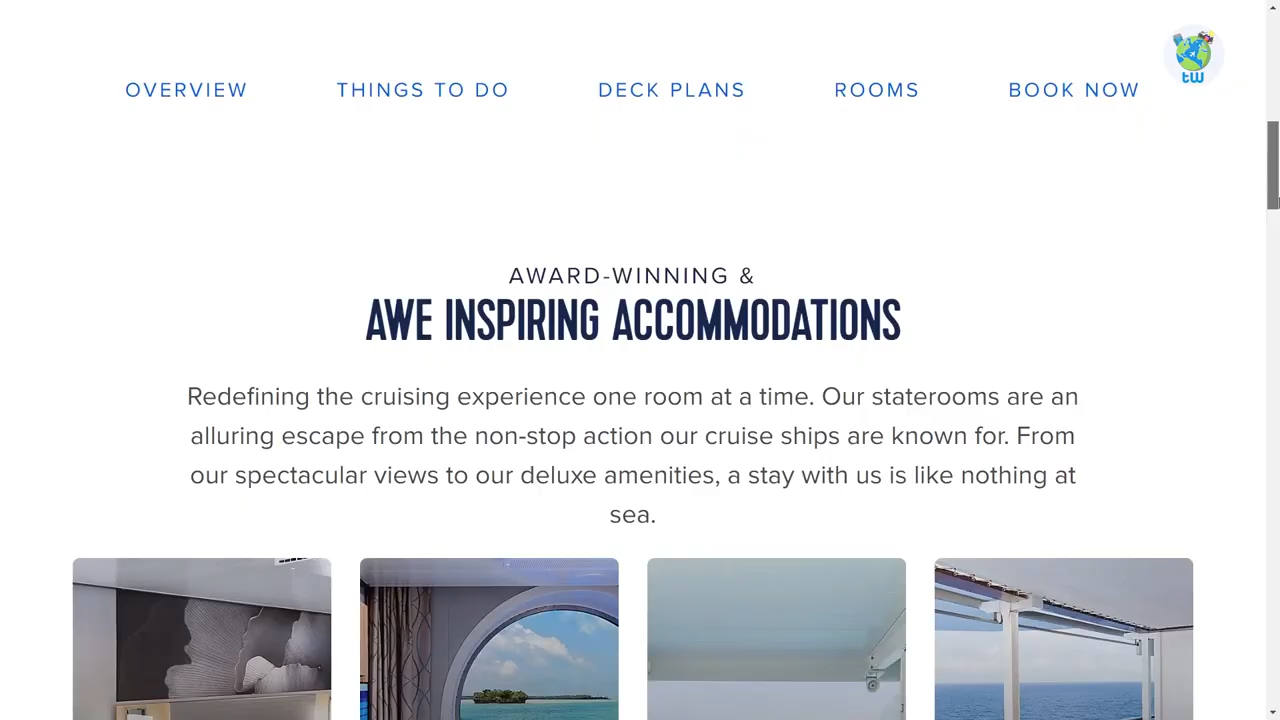 tw
OVERVIEW THINGS TO DO DECK PLANS ROOMS BOOK NOW
AWARD-WINNING &
AWE INSPIRING ACCOMMODATIONS
Redefining the cruising experience one room at a time. Our staterooms are an
alluring escape from the non-stop action our cruise ships are known for. From
our spectacular views to our deluxe amenities, a stay with us is like nothing at
sea.